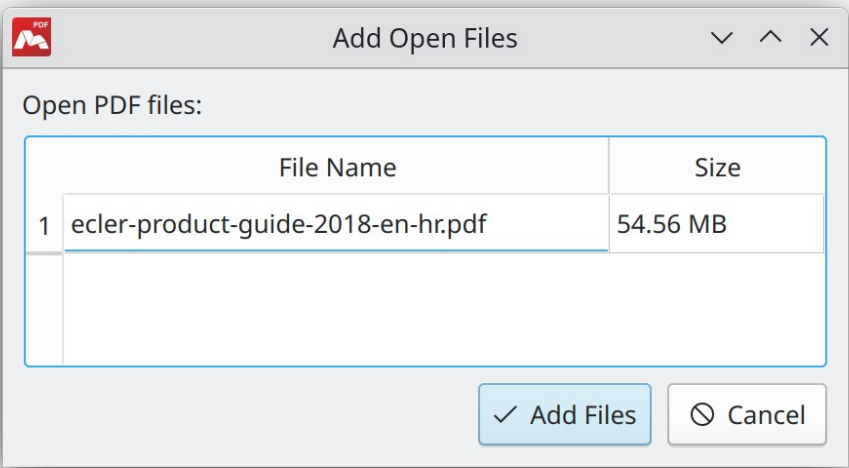 PDF
Add Open Files
Open PDF files:
File Name Size
1 ecler-product-guide-2018-en-hr.pdf 54.56 MB
Add Files Cancel